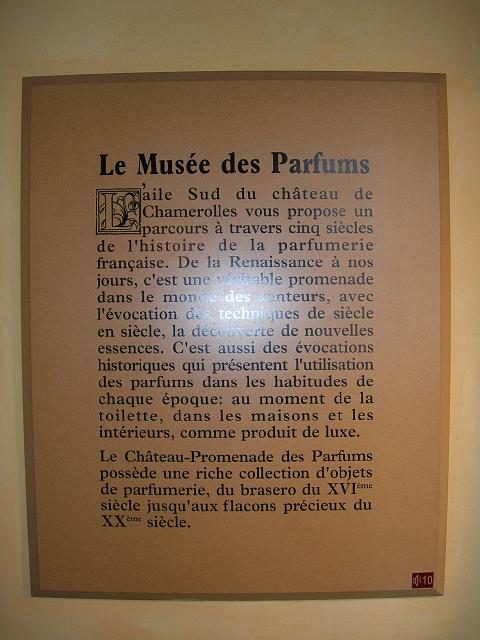 Le Musée des Parfums
L'aile Sud du château de
Chamerolles vous propose un
parcours à travers cinq siècles
de l'histoire de la parfumerie
française. De la Renaissance à nos
jours, c'est une véritable promenade
dans le monde des senteurs, avec
l'évocation des techniques de siècle
en siècle, la découverte de nouvelles
essences. C'est aussi des évocations
historiques qui présentent l'utilisation
des parfums dans les habitudes de
chaque époque: au moment de la
toilette, dans les maisons et les
intérieurs, comme produit de luxe.
Le Château-Promenade des Parfums
possède une riche collection d'objets
de parfumerie, du brasero du XVIème
siècle jusqu'aux flacons précieux du
XXème siècle.
10